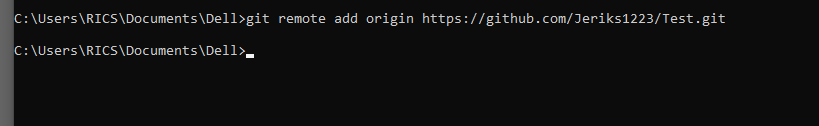 C:\Users\RICS\Documents\Dell>git remote add origin https://github.com/Jeriks1223/Test.git
C:\Users\RICS\Documents\Dell>